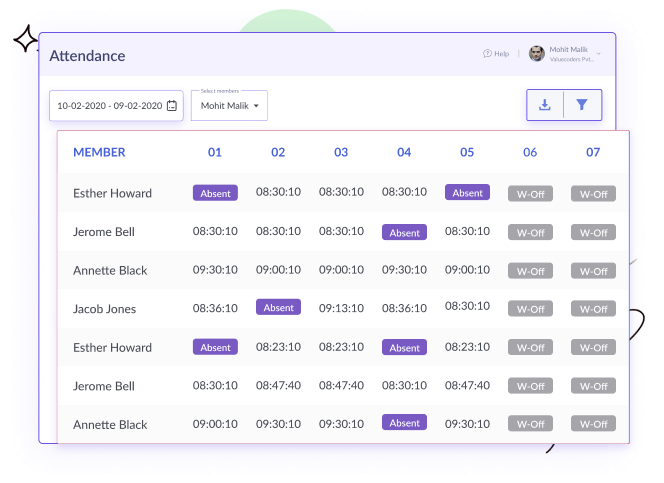 Attendance
Help
Mohit Malik
Valuecoders Pvt..
Select members
10-02-2020 - 09-02-2020
Mohit Malik
MEMBER 01 02 03 04 05 06 07
Esther Howard Absent 08:30:10 08:30:10 08:30:10 Absent W-Off W-Off
Jerome Bell 08:30:10 08:30:10 08:30:10 Absent 08:30:10 W-Off W-Off
Annette Black 09:30:10 09:00:10 09:00:10 09:30:10 09:00:10 W-Off W-Off
Jacob Jones 08:36:10 Absent 09:13:10 08:36:10 08:30:10 W-Off W-Off
Esther Howard Absent 08:23:10 08:23:10 Absent 08:23:10 W-Off W-Off
Jerome Bell 08:30:10 08:47:40 08:47:40 08:30:10 08:47:40 W-Off W-Off
Annette Black 09:00:10 09:30:10 09:30:10 Absent 09:30:10 W-Off W-Off